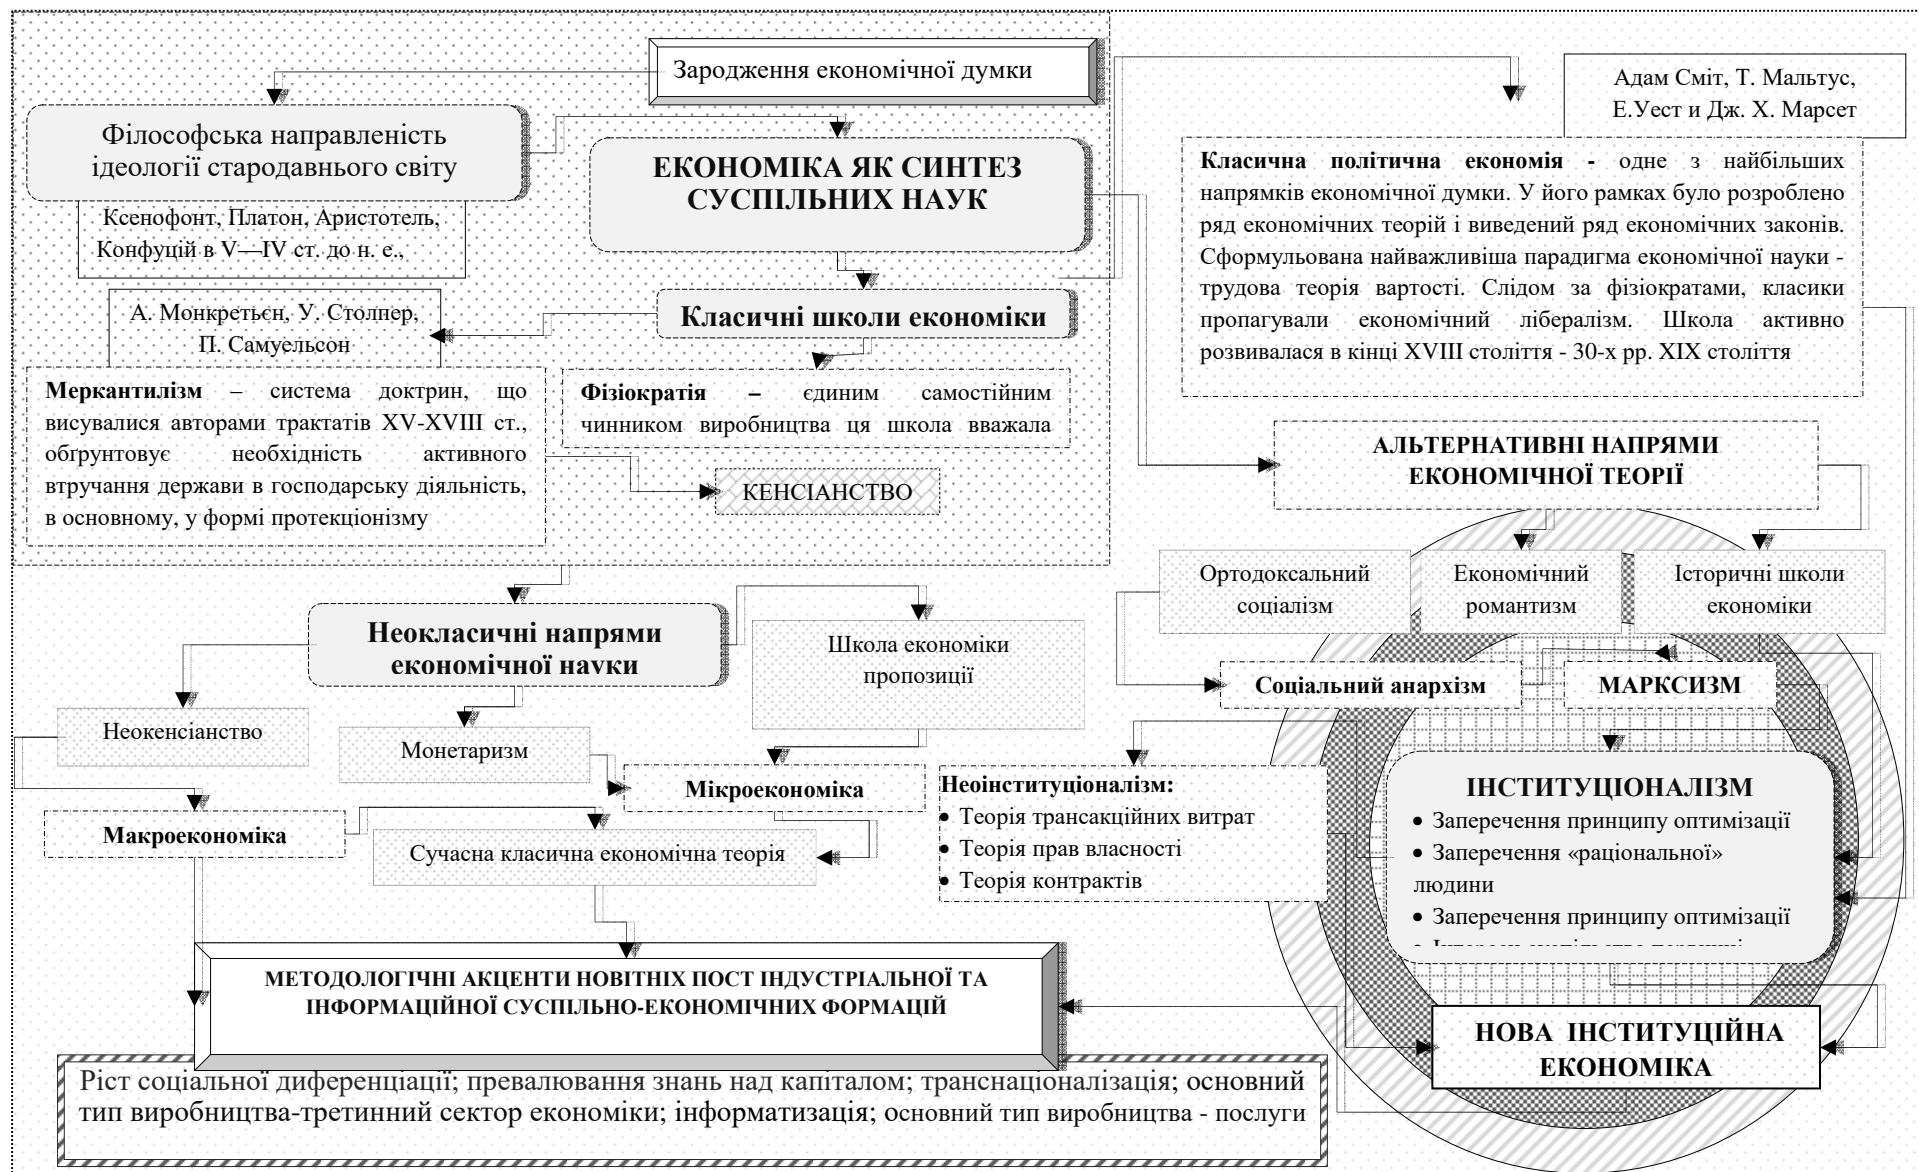 Зародження економічної думки
Адам Сміт, Т. Мальтус,
Е.Уест и Дж. Х. Марсет
Філософська направленість
ідеології стародавнього світу
Ксенофонт, Платон, Аристотель,
Конфуцій в V—IV ст. до н. е.,
ЕКОНОМІКА ЯК СИНТЕЗ
СУСПІЛЬНИХ НАУК
Класична політична економія - одне з найбільших
напрямків економічної думки. У його рамках було розроблено
ряд економічних теорій і виведений ряд економічних законів.
Сформульована найважливіша парадигма економічної науки -
трудова теорія вартості. Слідом за фізіократами, класики
пропагували економічний лібералізм. Школа активно
розвивалася в кінці XVIII століття - 30-х рр. XIX століття
А. Монкретьєн, У. Столпер,
П. Самуельсон
Класичні школи економіки
Меркантилізм – система доктрин, що
висувалися авторами трактатів XV-XVIII ст.,
обґрунтовує необхідність активного
втручання держави в господарську діяльність,
в основному, у формі протекціонізму
Фізіократія – єдиним самостійним
чинником виробництва ця школа вважала
КЕНСІАНСТВО
АЛЬТЕРНАТИВНІ НАПРЯМИ
ЕКОНОМІЧНОЇ ТЕОРІЇ
Ортодоксальний
соціалізм
Економічний
романтизм
Історичні школи
економіки
Неокласичні напрями
економічної науки
Школа економіки
пропозиції
Соціальний анархізм
МАРКСИЗМ
Неокенсіанство
Монетаризм
Мікроекономіка
Макроекономіка
Сучасна класична економічна теорія
Неоінституціоналізм:
• Теорія трансакційних витрат
• Теорія прав власності
• Теорія контрактів
ІНСТИТУЦІОНАЛІЗМ
• Заперечення принципу оптимізації
• Заперечення «раціональної»
людини
• Заперечення принципу оптимізації
МЕТОДОЛОГІЧНІ АКЦЕНТИ НОВІТНІХ ПОСТ ІНДУСТРІАЛЬНОЇ ТА
ІНФОРМАЦІЙНОЇ СУСПІЛЬНО-ЕКОНОМІЧНИХ ФОРМАЦІЙ
НОВА ІНСТИТУЦІЙНА
ЕКОНОМІКА
Ріст соціальної диференціації; превалювання знань над капіталом; транснаціоналізація; основний
тип виробництва-третинний сектор економіки; інформатизація; основний тип виробництва - послуги